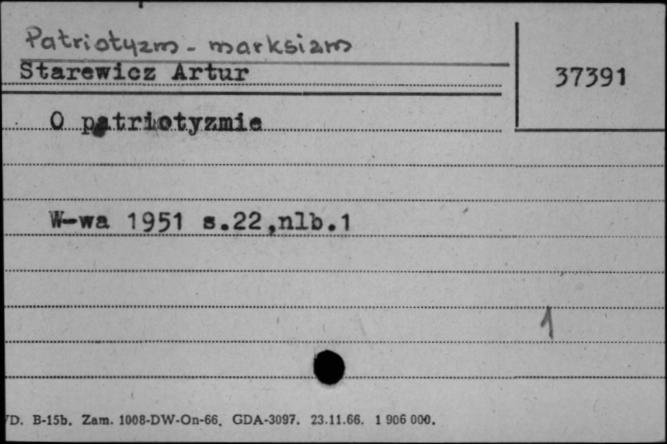 Patriotyzm - marksizm
Starewicz Artur
37391
O patriotyzmie
W-wa 1951 s.22,nlb.1
1
D. B-15b. Zam. 1008-DW-On-66. GDA-3097. 23.11.66. 1 906 000.